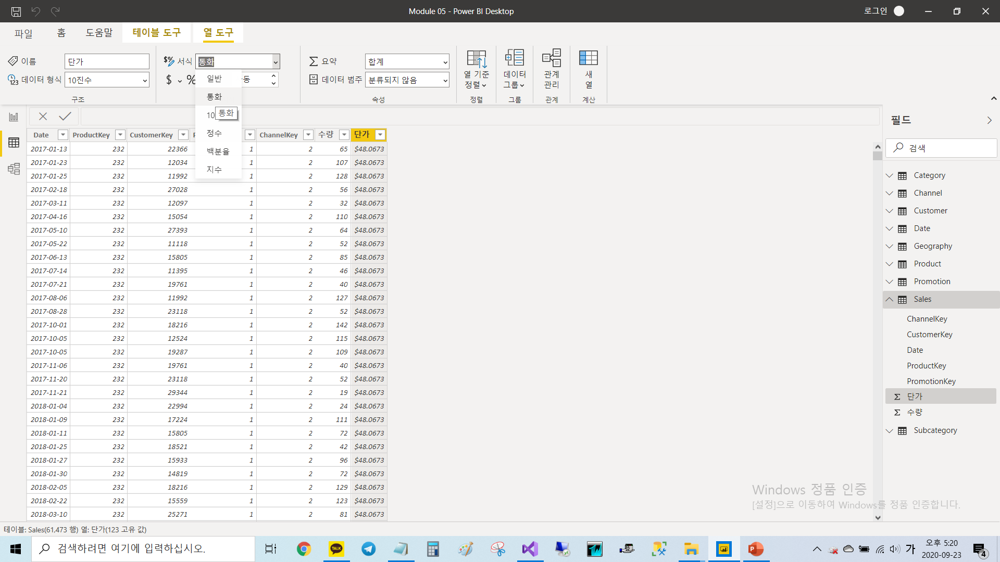 Module 05 - Power BI Desktop
로그인
파일 홈 도움말 테이블 도구 열 도구
이름 단가
데이터 형식 10진수
구조
서식 통화
$ %
동
일반
통화
10
통화
정수
백분율
지수
요약 합계
데이터 범주 분류되지 않음
속성
열 기준
정렬
정렬
데이터
그룹
그룹
관계
관리
관계
새
열
계산
Date ProductKey CustomerKey ChannelKey 수량 단가
2017-01-13 232 22366 1 2 65 $48.0673
2017-01-23 232 12034 1 2 107 $48.0673
2017-01-25 232 11992 1 2 128 $48.0673
2017-02-18 232 27028 1 2 56 $48.0673
2017-03-11 232 12097 1 2 32 $48.0673
2017-04-16 232 15054 1 2 110 $48.0673
2017-05-10 232 27393 1 2 64 $48.0673
2017-05-22 232 11118 1 2 52 $48.0673
2017-06-13 232 15805 1 2 85 $48.0673
2017-07-14 232 11395 1 2 46 $48.0673
2017-07-21 232 19761 1 2 40 $48.0673
2017-08-06 232 11992 1 2 127 $48.0673
2017-08-28 232 23118 1 2 52 $48.0673
2017-10-01 232 18216 1 2 142 $48.0673
2017-10-05 232 12524 1 2 115 $48.0673
2017-10-05 232 19287 1 2 109 $48.0673
2017-11-06 232 19761 1 2 40 $48.0673
2017-11-20 232 23118 1 2 52 $48.0673
2017-11-21 232 29344 1 2 19 $48.0673
2018-01-04 232 22994 1 2 24 $48.0673
2018-01-09 232 17224 1 2 111 $48.0673
2018-01-11 232 15805 1 2 72 $48.0673
2018-01-25 232 18521 1 2 42 $48.0673
2018-01-27 232 15933 1 2 96 $48.0673
2018-01-30 232 14819 1 2 72 $48.0673
2018-02-05 232 18216 1 2 129 $48.0673
2018-02-22 232 15559 1 2 123 $48.0673
2018-03-10 232 25271 1 2 81 $48.0673
필드
검색
Category
Channel
Customer
Date
Geography
Product
Promotion
Sales
ChannelKey
CustomerKey
Date
ProductKey
PromotionKey
단가
수량
Subcategory
Windows 정품 인증
[설정]으로 이동하여 Windows를 정품 인증합니다.
테이블: Sales(61,473 행) 열: 단가(123 고유 값)
검색하려면 여기에 입력하십시오.
TALK
가
오후 5:20
2020-09-23
4